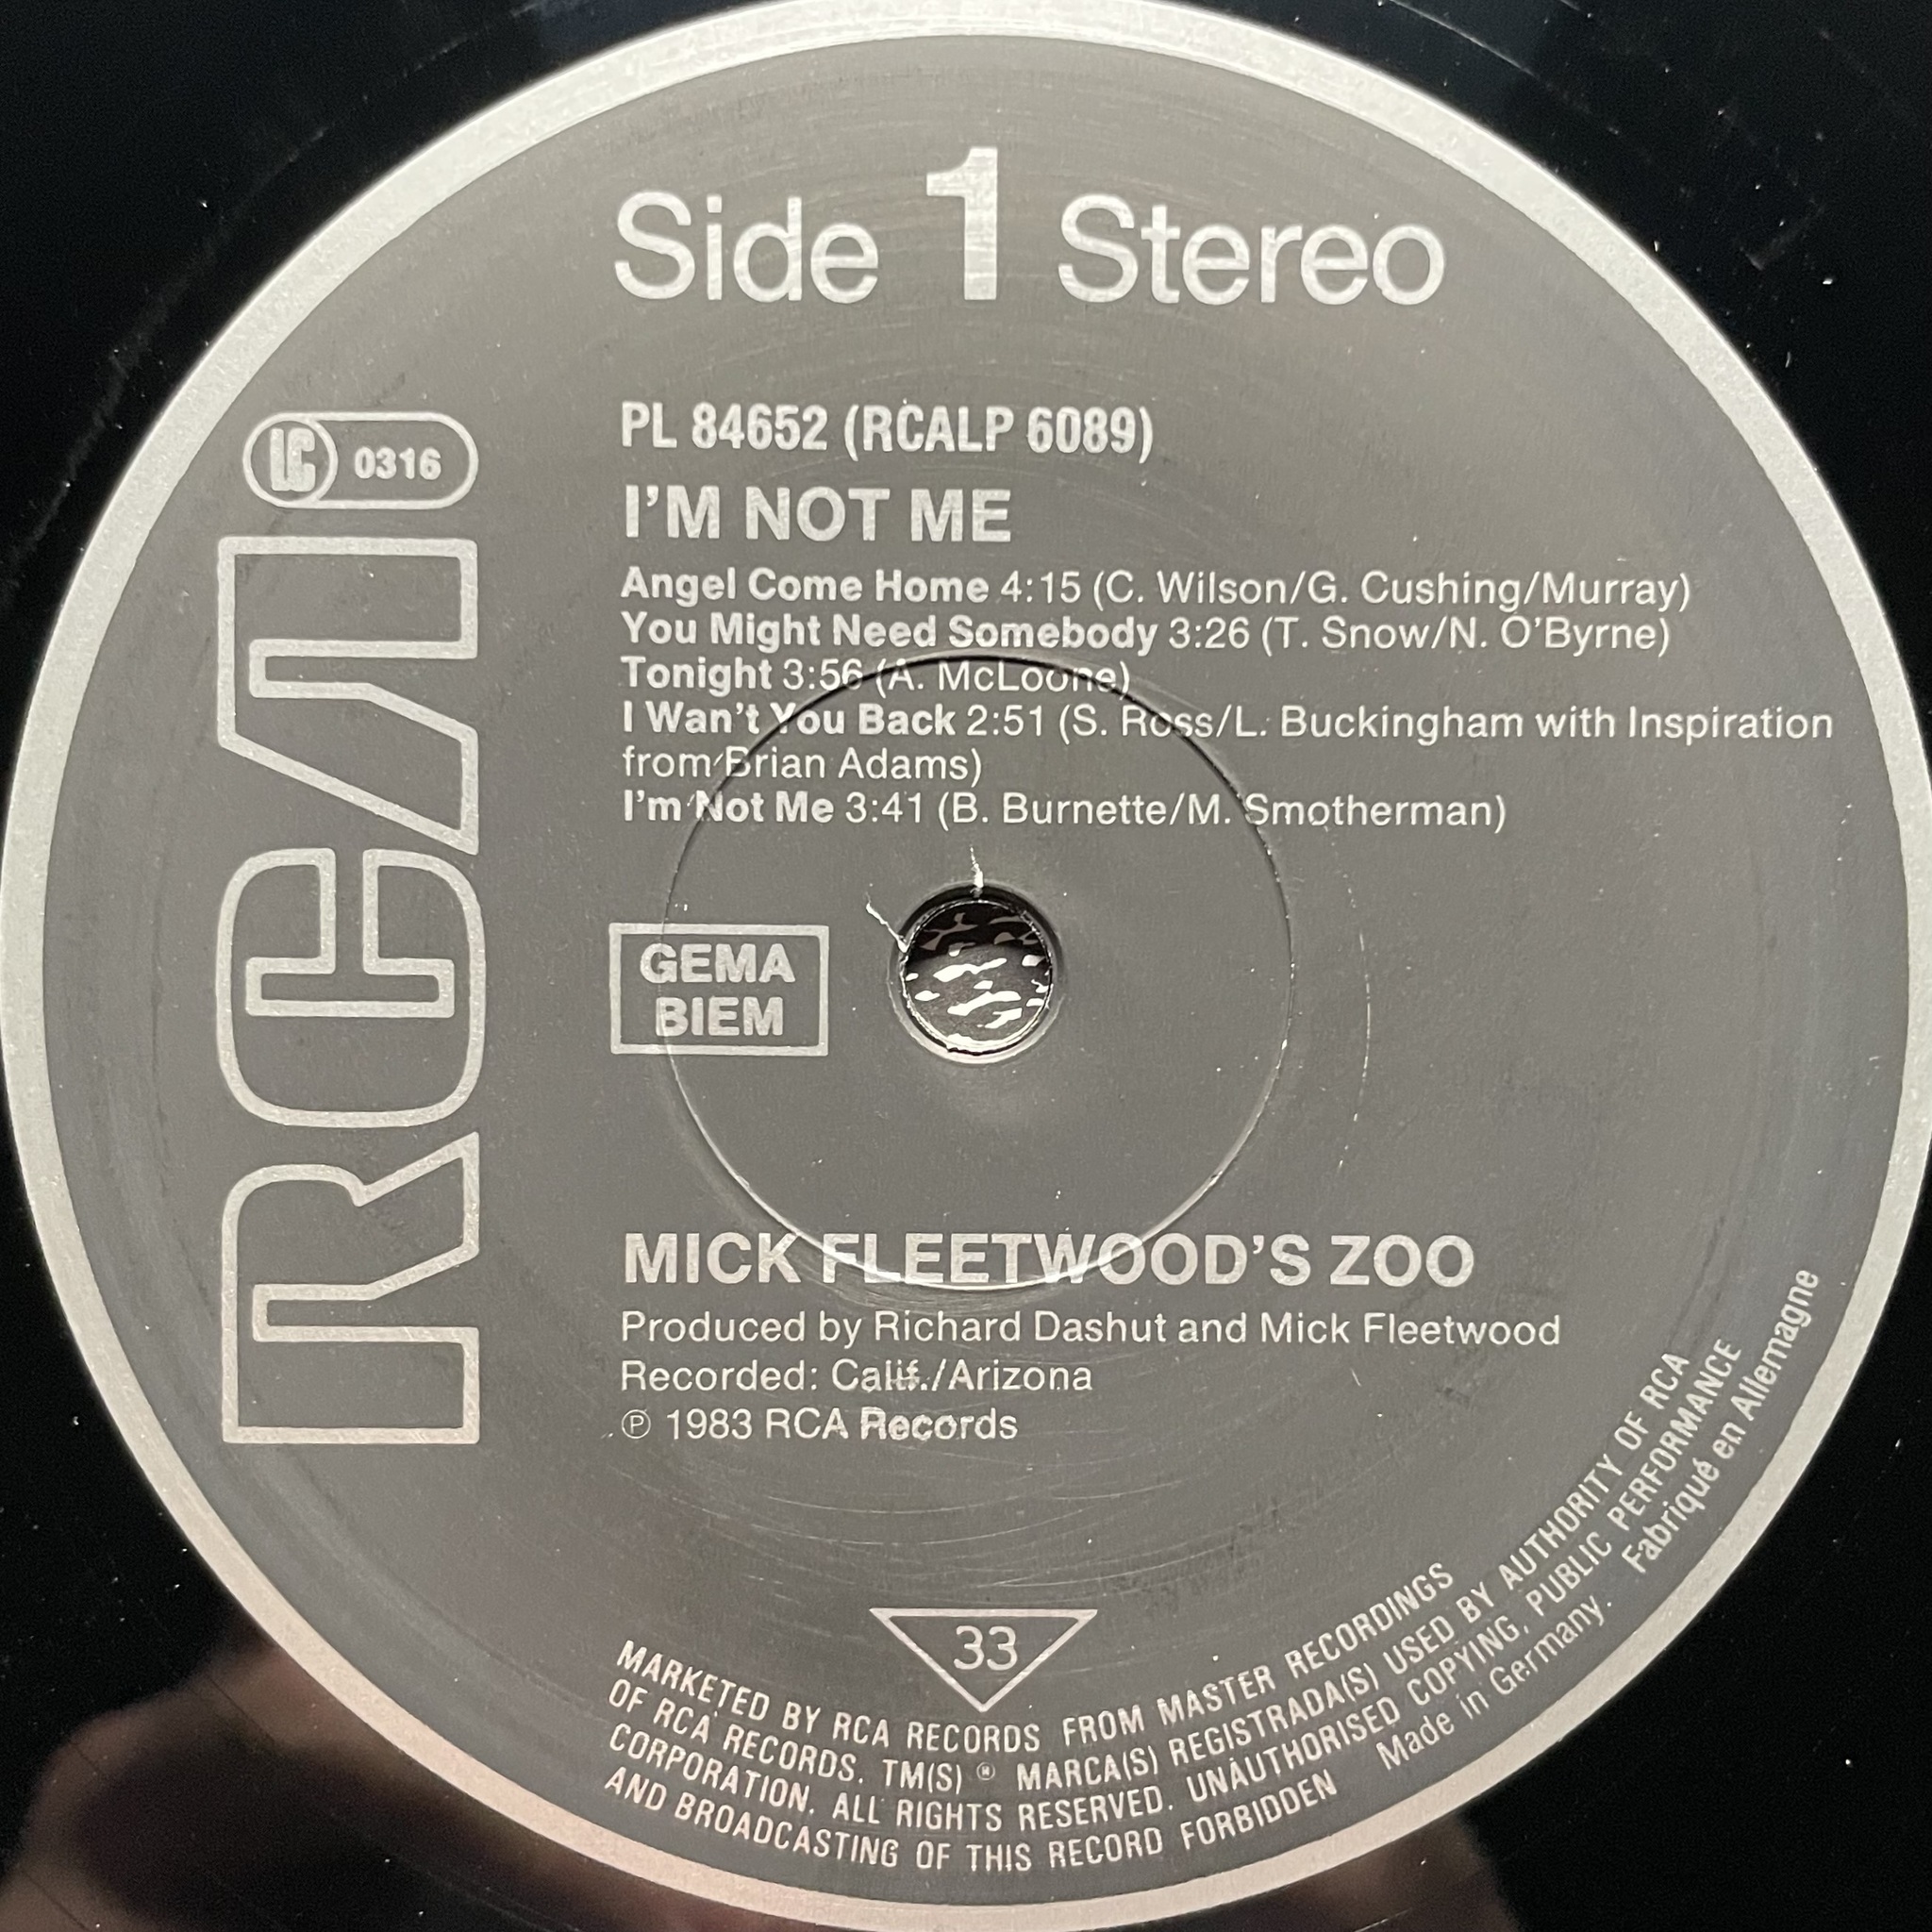 Side 1 Stereo
LC 0316
RCA
PL 84652 (RCALP 6089)
I'M NOT ME
Angel Come Home 4:15 (C. Wilson/G. Cushing/Murray)
You Might Need Somebody 3:26 (T. Snow/N. O'Byrne)
Tonight 3:56 (A. McLoone)
I Wan't You Back 2:51 (S. Ross/L. Buckingham with Inspiration
from Brian Adams)
I'm Not Me 3:41 (B. Burnette/M. Smotherman)
GEMA
BIEM
MICK FLEETWOOD'S ZOO
Produced by Richard Dashut and Mick Fleetwood
Recorded: Calif./Arizona
℗ 1983 RCA Records
33
MARKETED BY RCA RECORDS FROM MASTER RECORDINGS
OF RCA RECORDS. TM(S) ® MARCA(S) REGISTRADA(S) USED BY AUTHORITY OF RCA
CORPORATION. ALL RIGHTS RESERVED. UNAUTHORISED COPYING, PUBLIC PERFORMANCE
AND BROADCASTING OF THIS RECORD FORBIDDEN Made in Germany. Fabriqué en Allemagne